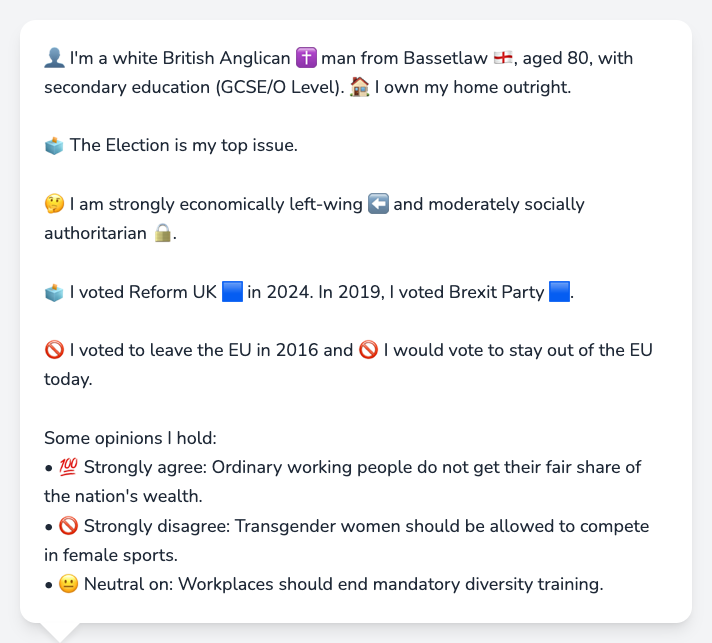 👤 I'm a white British Anglican ✝️ man from Bassetlaw 🏴󠁧󠁢󠁥󠁮󠁧󠁿, aged 80, with
secondary education (GCSE/O Level). 🏠 I own my home outright.
🗳️ The Election is my top issue.
🤔 I am strongly economically left-wing ⬅️ and moderately socially
authoritarian 🔒.
🗳️ I voted Reform UK 🟦 in 2024. In 2019, I voted Brexit Party 🟦.
🚫 I voted to leave the EU in 2016 and 🚫 I would vote to stay out of the EU
today.
Some opinions I hold:
• 💯 Strongly agree: Ordinary working people do not get their fair share of
the nation's wealth.
• 🚫 Strongly disagree: Transgender women should be allowed to compete
in female sports.
• 😐 Neutral on: Workplaces should end mandatory diversity training.